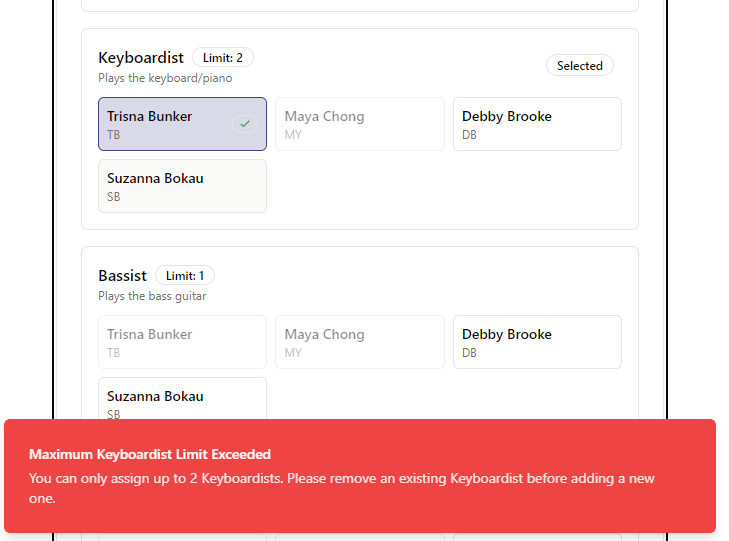 Keyboardist Limit: 2
Plays the keyboard/piano
Selected
Trisna Bunker Maya Chong Debby Brooke
TB MY DB
Suzanna Bokau
SB
Bassist Limit: 1
Plays the bass guitar
Trisna Bunker Maya Chong Debby Brooke
TB MY DB
Suzanna Bokau
SB
Maximum Keyboardist Limit Exceeded
You can only assign up to 2 Keyboardists. Please remove an existing Keyboardist before adding a new
one.